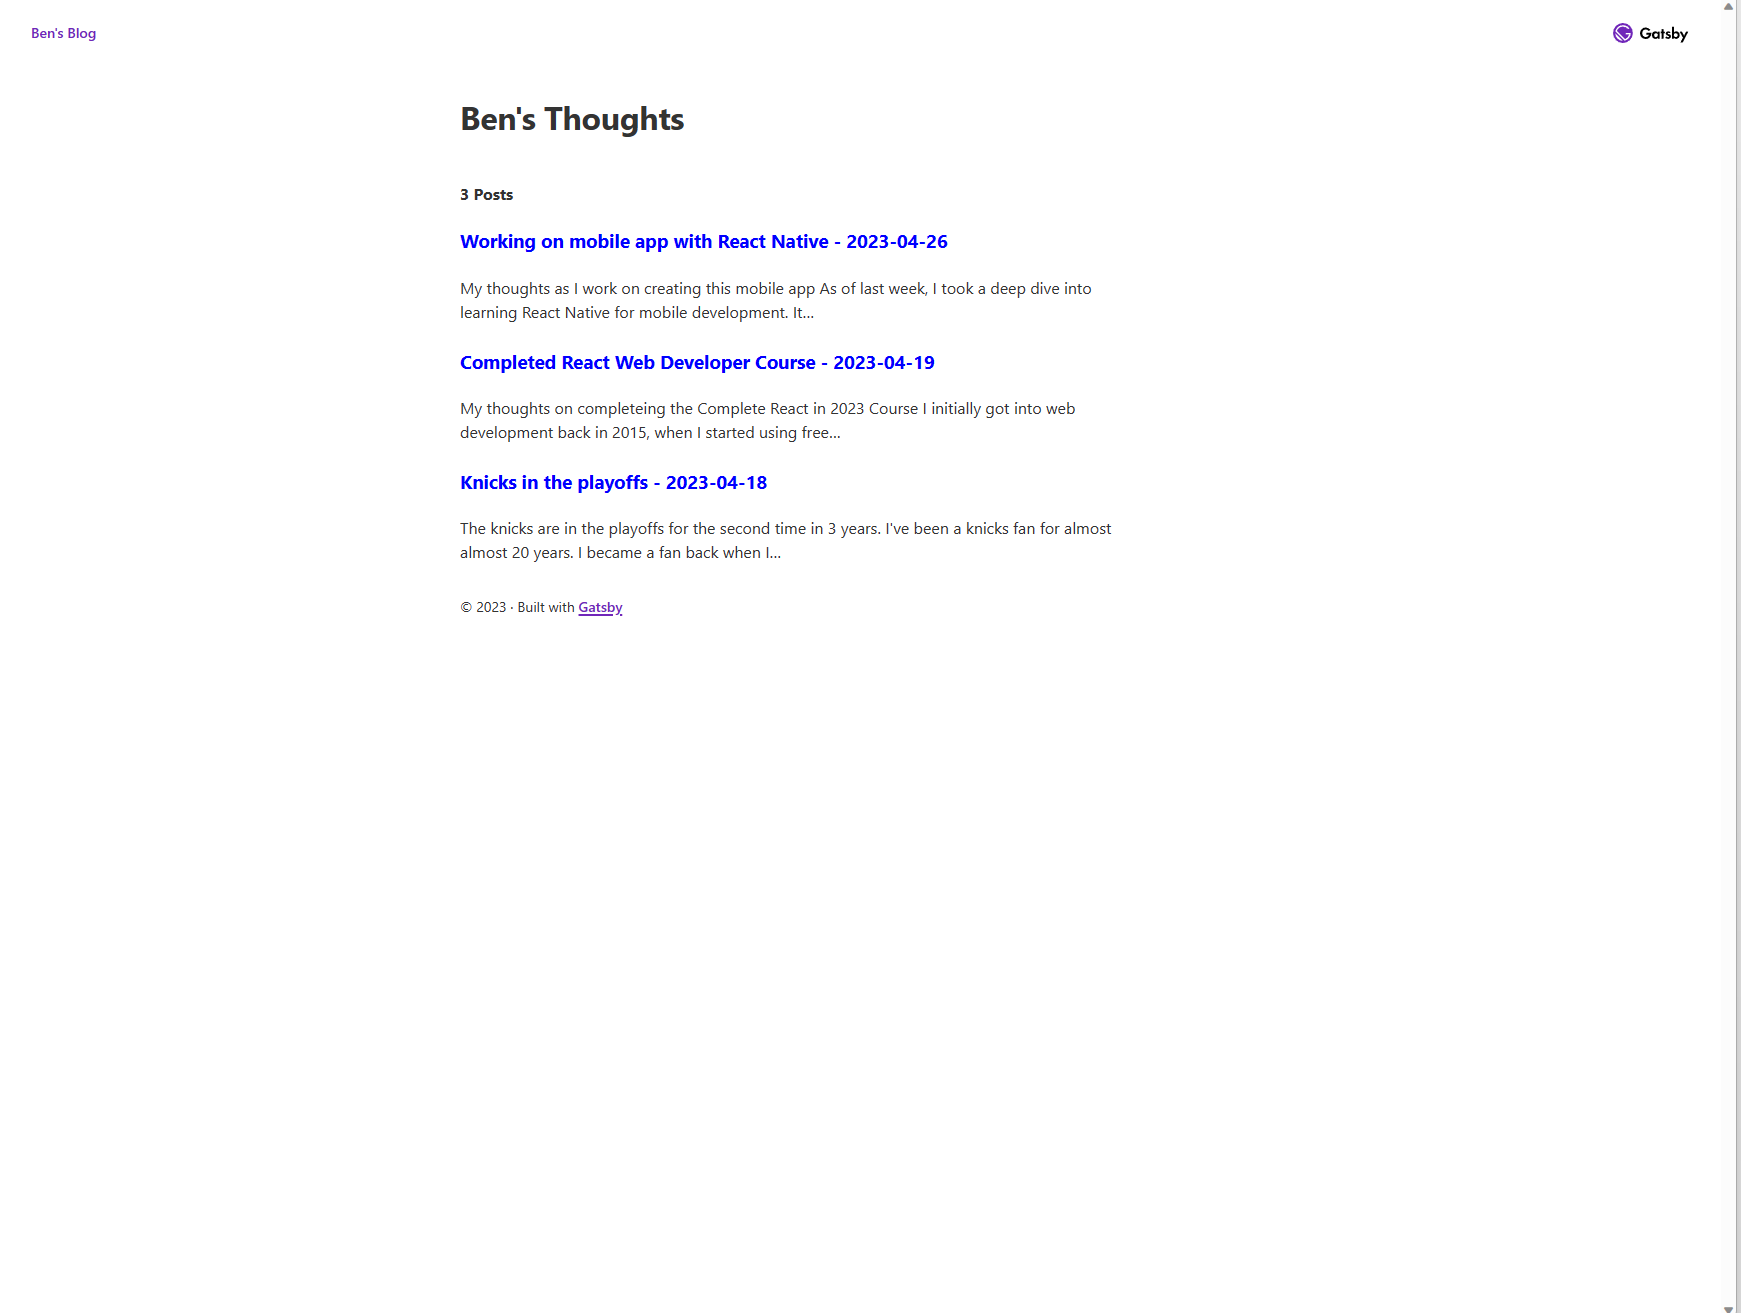 Ben's Blog
Gatsby
Ben's Thoughts
3 Posts
Working on mobile app with React Native - 2023-04-26
My thoughts as I work on creating this mobile app As of last week, I took a deep dive into
learning React Native for mobile development. It…
Completed React Web Developer Course - 2023-04-19
My thoughts on completeing the Complete React in 2023 Course I initially got into web
development back in 2015, when I started using free…
Knicks in the playoffs - 2023-04-18
The knicks are in the playoffs for the second time in 3 years. I've been a knicks fan for almost
almost 20 years. I became a fan back when I…
© 2023 · Built with Gatsby